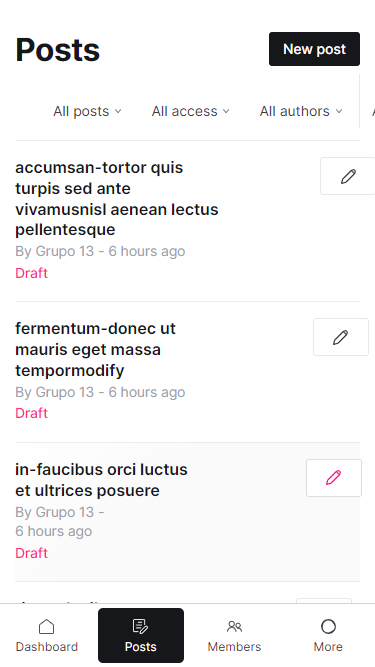 Posts
New post
All posts
All access
All authors
accumsan-tortor quis
turpis sed ante
vivamusnisl aenean lectus
pellentesque
By Grupo 13 - 6 hours ago
Draft
fermentum-donec ut
mauris eget massa
tempormodify
By Grupo 13 - 6 hours ago
Draft
in-faucibus orci luctus
et ultrices posuere
By Grupo 13 -
6 hours ago
Draft
Dashboard
Posts
Members
More